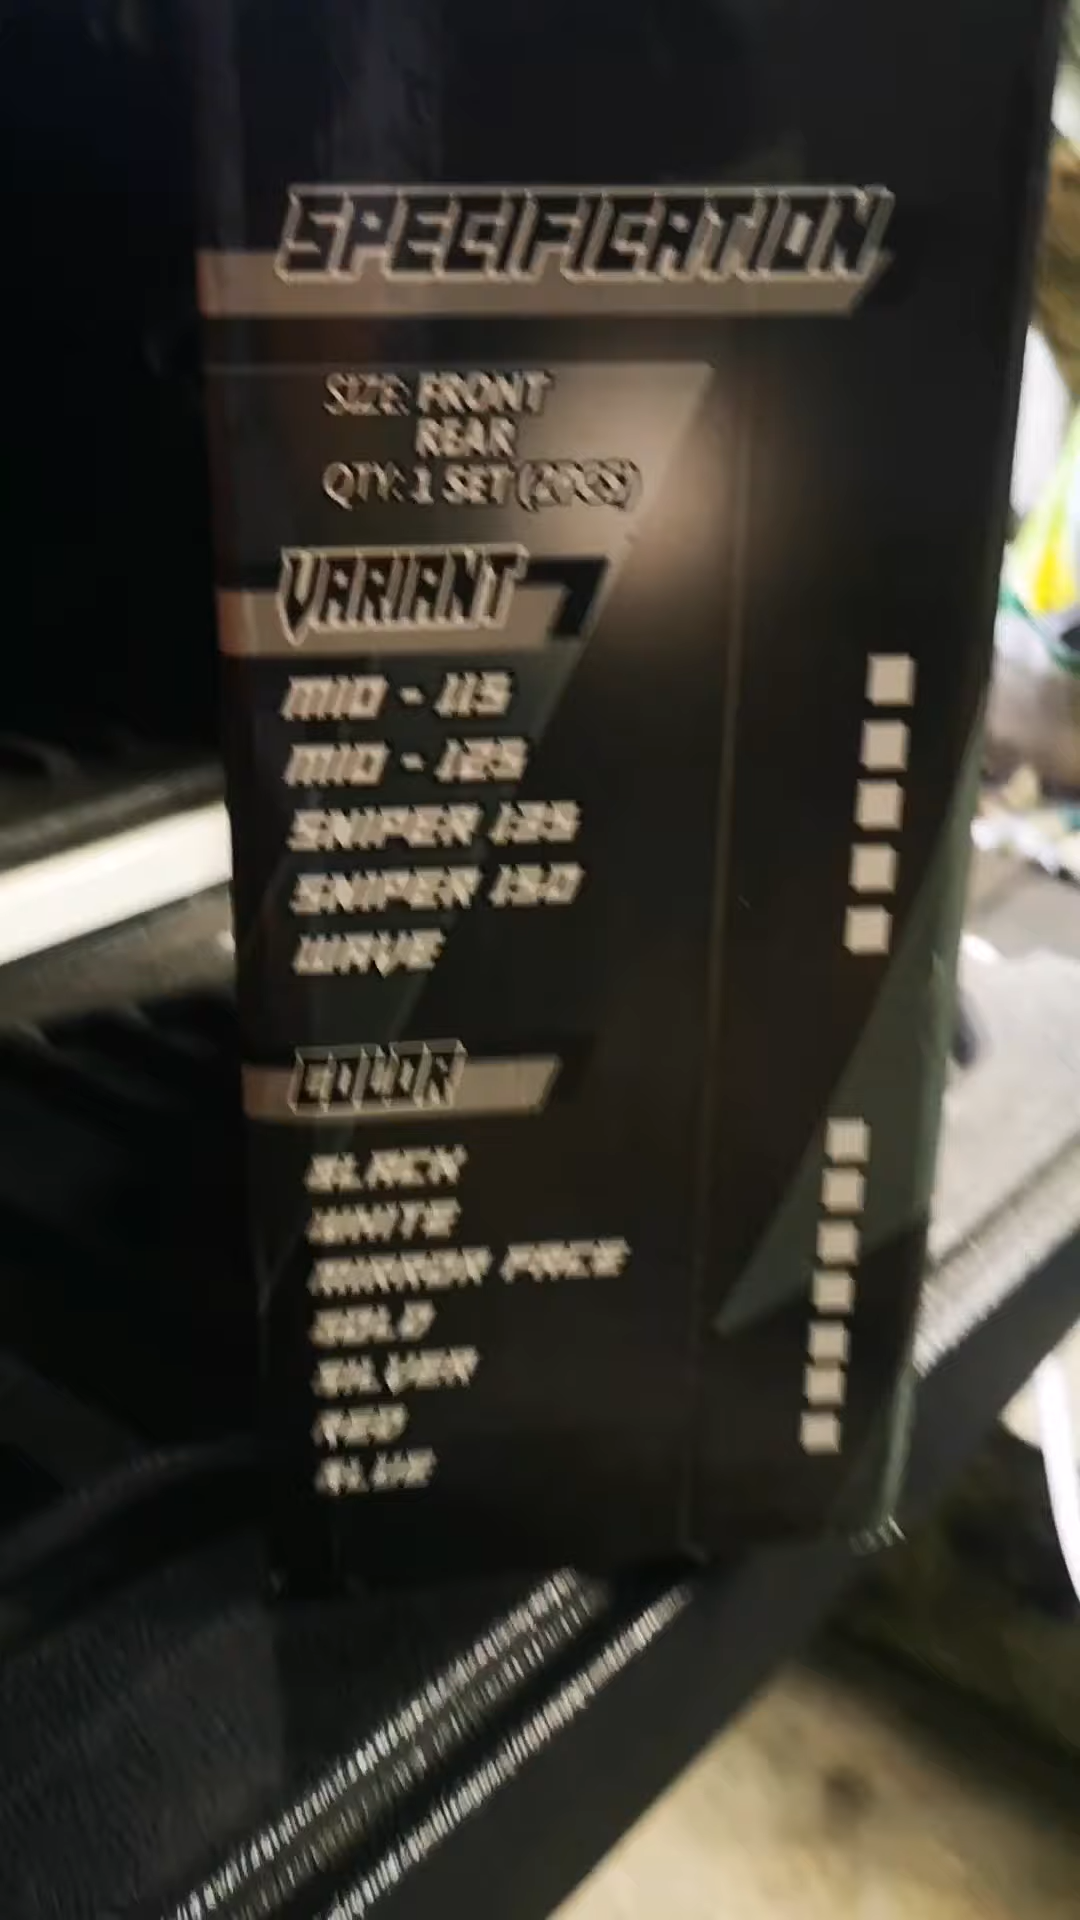 SPECIFICATION
SIZE: FRONT
REAR
QTY: 1 SET (2PCS)
VARIANT
MIO - 115
MIO - 125
SNIPER 135
SNIPER 150
WAVE
COLOR
BLACK
WHITE
MIRROR FACE
GOLD
SILVER
RED
BLUE